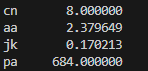 cn 8.000000
aa 2.379649
jk 0.170213
pa 684.000000